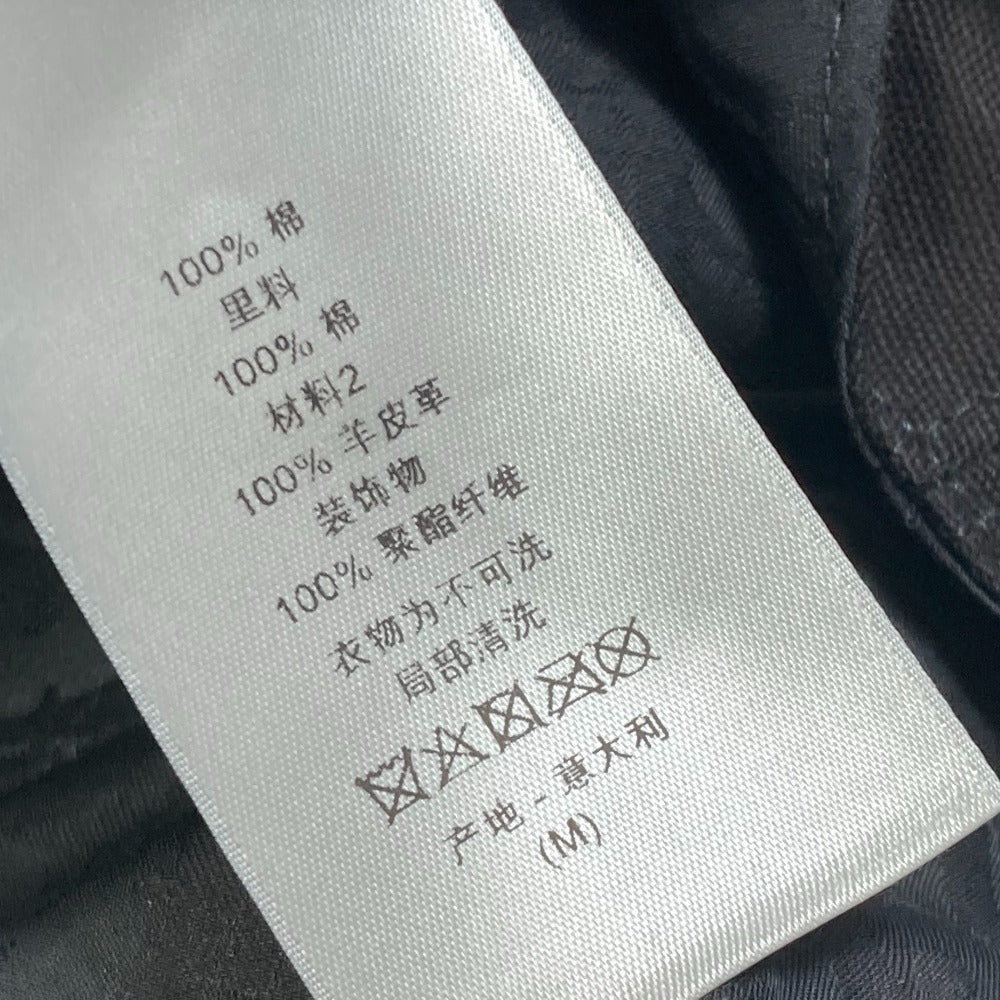 100% 棉
里料
100% 棉
材料2
100% 羊皮革
装饰物
100% 聚酯纤维
衣物为不可洗
局部清洗
产地 - 意大利
(M)